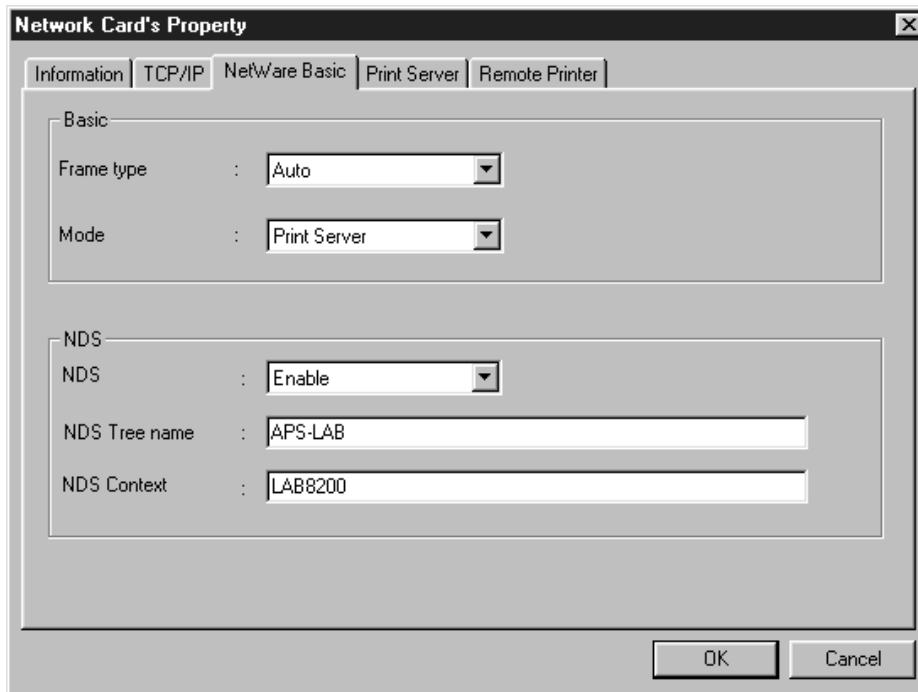 Network Card's Property
Information TCP/IP NetWare Basic Print Server Remote Printer
Basic
Frame type : Auto
Mode : Print Server
NDS
NDS : Enable
NDS Tree name : APS-LAB
NDS Context : LAB8200
OK Cancel